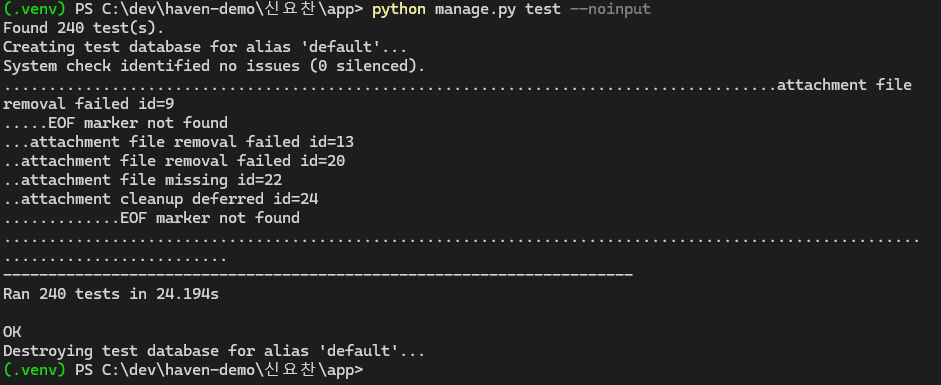 (.venv) PS C:\dev\haven-demo\신요찬\app> python manage.py test --noinput
Found 240 test(s).
Creating test database for alias 'default'...
System check identified no issues (0 silenced).
......................................................................................attachment file
removal failed id=9
.....EOF marker not found
...attachment file removal failed id=13
..attachment file removal failed id=20
..attachment file missing id=22
..attachment cleanup deferred id=24
.............EOF marker not found
......................................................................................................
.........................
----------------------------------------------------------------------
Ran 240 tests in 24.194s
OK
Destroying test database for alias 'default'...
(.venv) PS C:\dev\haven-demo\신요찬\app>